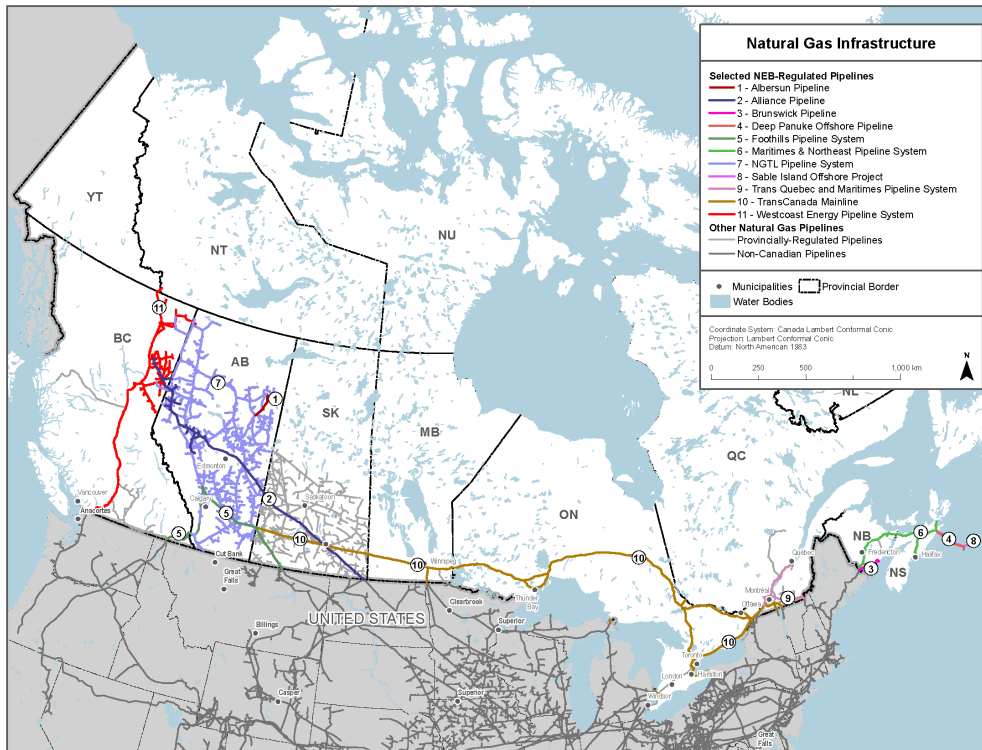 Natural Gas Infrastructure
Selected NEB-Regulated Pipelines
1 - Albersun Pipeline
2 - Alliance Pipeline
3 - Brunswick Pipeline
4 - Deep Panuke Offshore Pipeline
5 - Foothills Pipeline System
6 - Maritimes & Northeast Pipeline System
7 - NGTL Pipeline System
8 - Sable Island Offshore Project
9 - Trans Quebec and Maritimes Pipeline System
10 - TransCanada Mainline
11 - Westcoast Energy Pipeline System
Other Natural Gas Pipelines
Provincially-Regulated Pipelines
Non-Canadian Pipelines
Municipalities
Provincial Border
Water Bodies
Coordinate System: Canada Lambert Conformal Conic
Projection: Lambert Conformal Conic
Datum: North American 1983
N
0 250 500 1,000 km
YT
NT
NU
BC
AB
SK
MB
ON
QC
NL
NB
NS
11
7
1
2
5
5
10
10
10
10
9
3
6
4
8
Edmonton
Calgary
Saskatoon
Vancouver
Anacortes
Cut Bank
Great
Falls
Winnipeg
Thunder
Bay
Clearbrook
Superior
UNITED STATES
Billings
Casper
Superior
Québec
Montréal
Ottawa
Toronto
Hamilton
London
Windsor
Fredericton
Halifax
Great
Falls